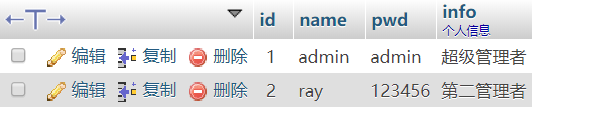 ←T→ id name pwd info
个人信息
编辑 复制 删除 1 admin admin 超级管理者
编辑 复制 删除 2 ray 123456 第二管理者